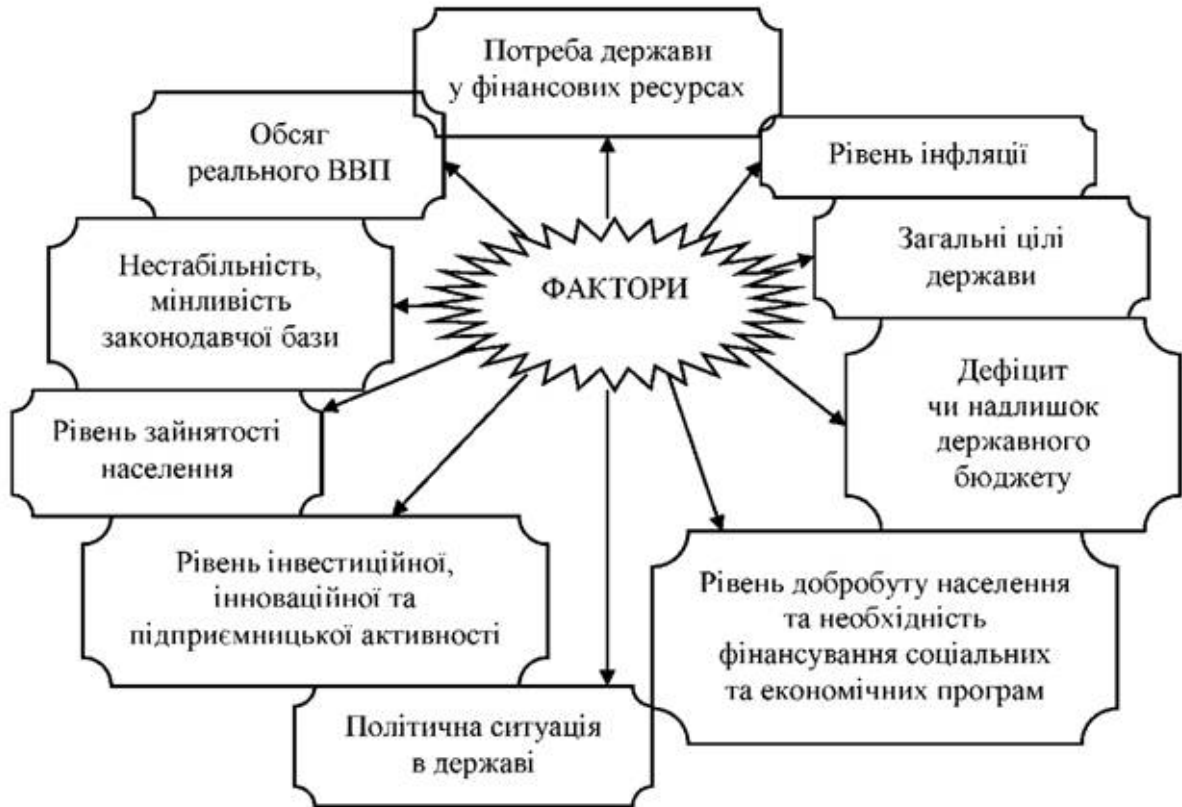 Потреба держави
у фінансових ресурсах
Обсяг
реального ВВП
Рівень інфляції
Нестабільність,
мінливість
законодавчої бази
ФАКТОРИ
Загальні цілі
держави
Рівень зайнятості
населення
Дефіцит
чи надлишок
державного
бюджету
Рівень інвестиційної,
інноваційної та
підприємницької активності
Рівень добробуту населення
та необхідність
фінансування соціальних
та економічних програм
Політична ситуація
в державі